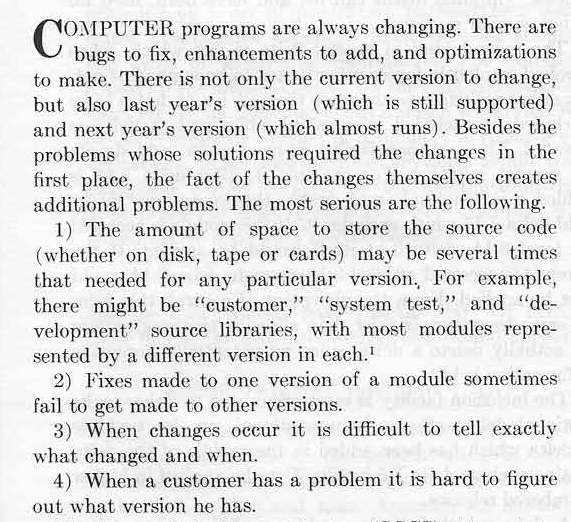 COMPUTER programs are always changing. There are
bugs to fix, enhancements to add, and optimizations
to make. There is not only the current version to change,
but also last year's version (which is still supported)
and next year's version (which almost runs). Besides the
problems whose solutions required the changes in the
first place, the fact of the changes themselves creates
additional problems. The most serious are the following.
1) The amount of space to store the source code
(whether on disk, tape or cards) may be several times
that needed for any particular version. For example,
there might be “customer,” “system test,” and “de-
velopment” source libraries, with most modules repre-
sented by a different version in each.¹
2) Fixes made to one version of a module sometimes
fail to get made to other versions.
3) When changes occur it is difficult to tell exactly
what changed and when.
4) When a customer has a problem it is hard to figure
out what version he has.